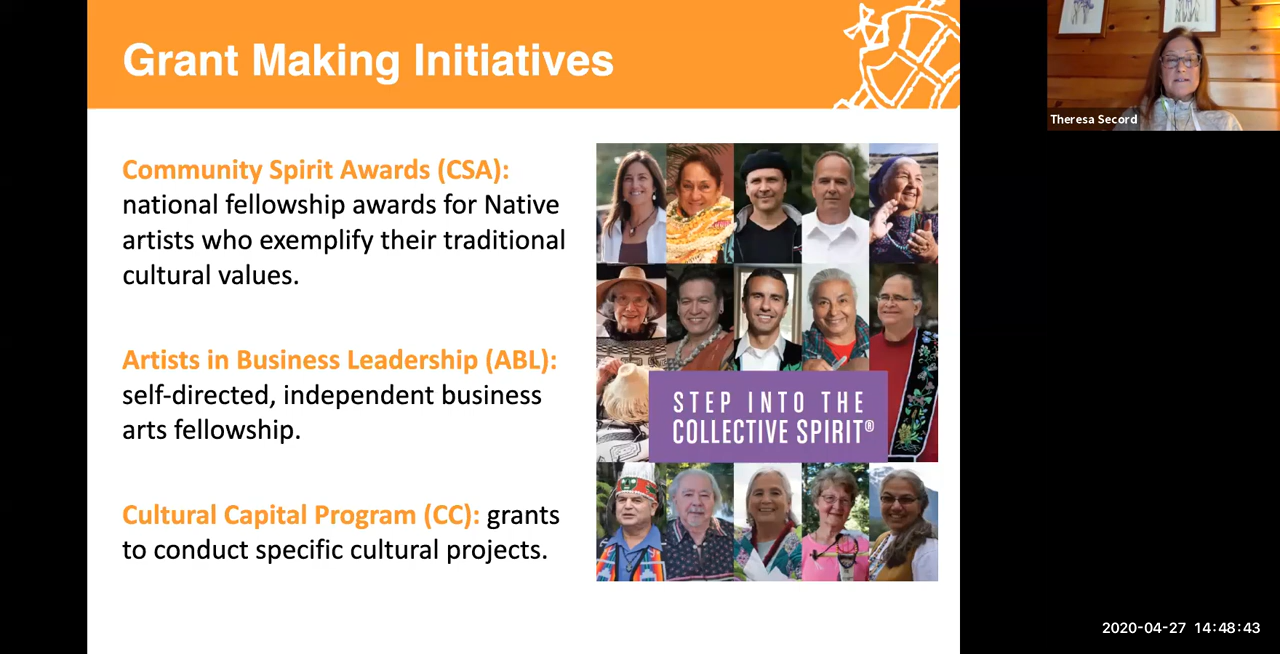 Grant Making Initiatives
Community Spirit Awards (CSA):
national fellowship awards for Native
artists who exemplify their traditional
cultural values.
Artists in Business Leadership (ABL):
self-directed, independent business
arts fellowship.
Cultural Capital Program (CC): grants
to conduct specific cultural projects.
STEP INTO THE
COLLECTIVE SPIRIT®
Theresa Secord
2020-04-27 14:48:43